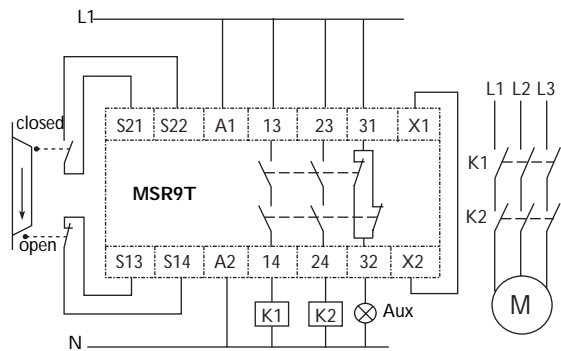 L1
S21 S22 A1 13 23 31 X1
L1 L2 L3
closed
K1
MSR9T
K2
open
S13 S14 A2 14 24 32 X2
K1 K2 Aux
M
N